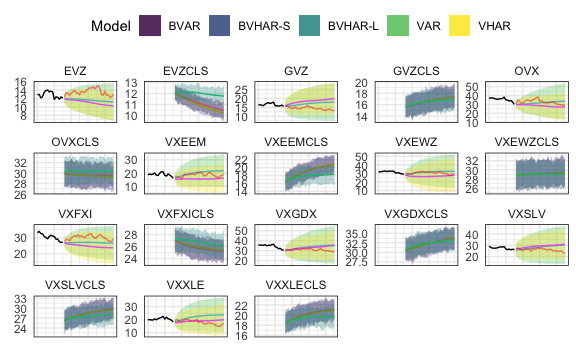 Model BVAR BVHAR-S BVHAR-L VAR VHAR
EVZ EVZCLS GVZ GVZCLS OVX
16 14 12 10 8
13 12 11 10
25 20 15 10
20 18 16 14
50 40 30 20 10
OVXCLS VXEEM VXEEMCLS VXEWZ VXEWZCLS
32 30 28 26
30 20 10
22 20 18 16 14
50 40 30 20 10
32 30 28 26
VXFXI VXFXICLS VXGDX VXGDXCLS VXSLV
30 20
28 26 24
50 40 30 20
35.0 32.5 30.0 27.5
40 30 20
VXSLVCLS VXXLE VXXLECLS
33 30 27 24
30 20 10
22 20 18 16